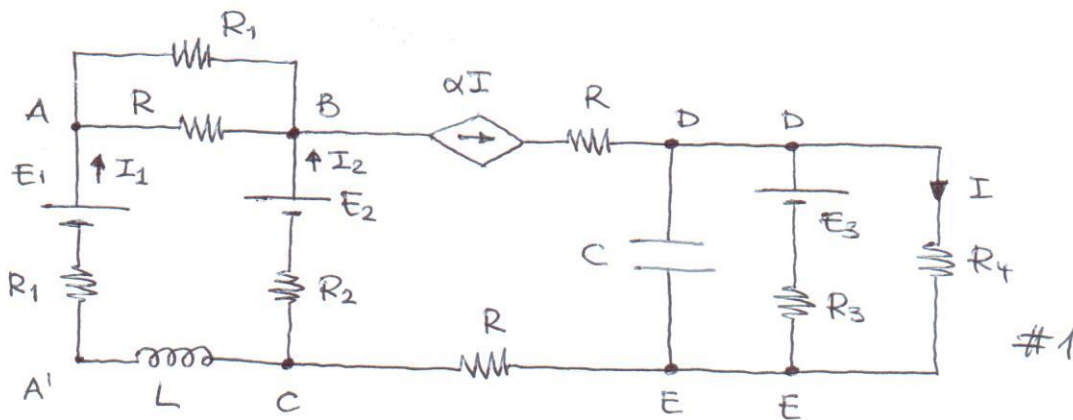 R₁
αI
A R B R D D
E₁ I₁ I₂ E₂ E₃ I
C R₄
R₁ R₂ R R₃
#1
A' L C E E